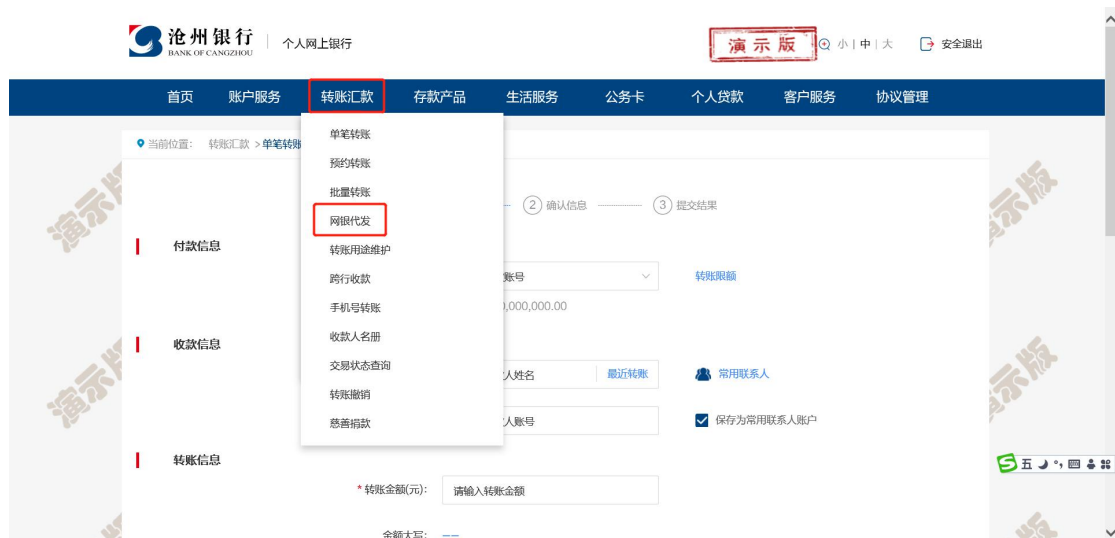 沧州银行 个人网上银行
BANK OF CANGZHOU
演示版 小 | 中 | 大 安全退出
首页 账户服务 转账汇款 存款产品 生活服务 公务卡 个人贷款 客户服务 协议管理
当前位置： 转账汇款 > 单笔转账
单笔转账
预约转账
批量转账
网银代发
转账用途维护
跨行收款
手机号转账
收款人名册
交易状态查询
转账撤销
慈善捐款
2 确认信息 3 提交结果
付款信息
账号 转账限额
,000,000.00
收款信息
人姓名 最近转账 常用联系人
人账号 保存为常用联系人账户
转账信息
* 转账金额(元)： 请输入转账金额
金额大写： ——
演示版
演示版
演示版
演示版
五